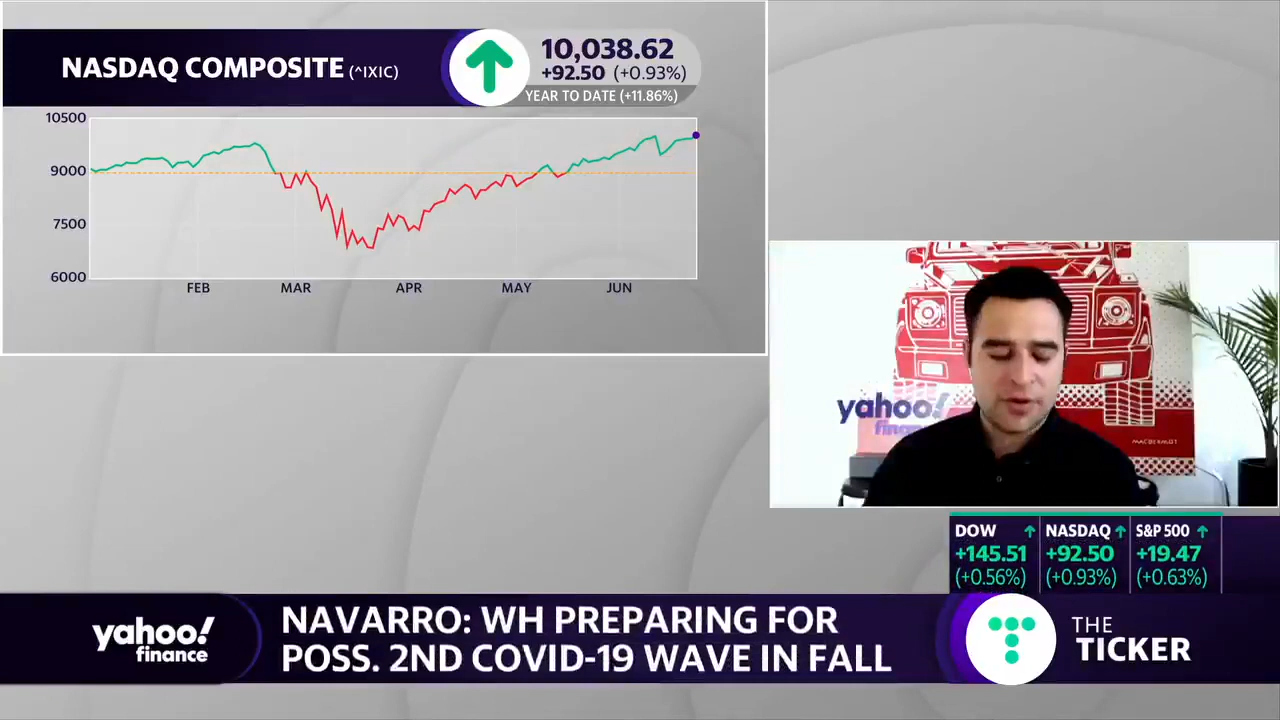 NASDAQ COMPOSITE (^IXIC)
10,038.62
+92.50 (+0.93%)
YEAR TO DATE (+11.86%)
10500
9000
7500
6000
FEB MAR APR MAY JUN
yahoo!
finance
MACDERMOT
DOW NASDAQ S&P 500
+145.51 +92.50 +19.47
(+0.56%) (+0.93%) (+0.63%)
yahoo!
finance
NAVARRO: WH PREPARING FOR
POSS. 2ND COVID-19 WAVE IN FALL
THE
TICKER